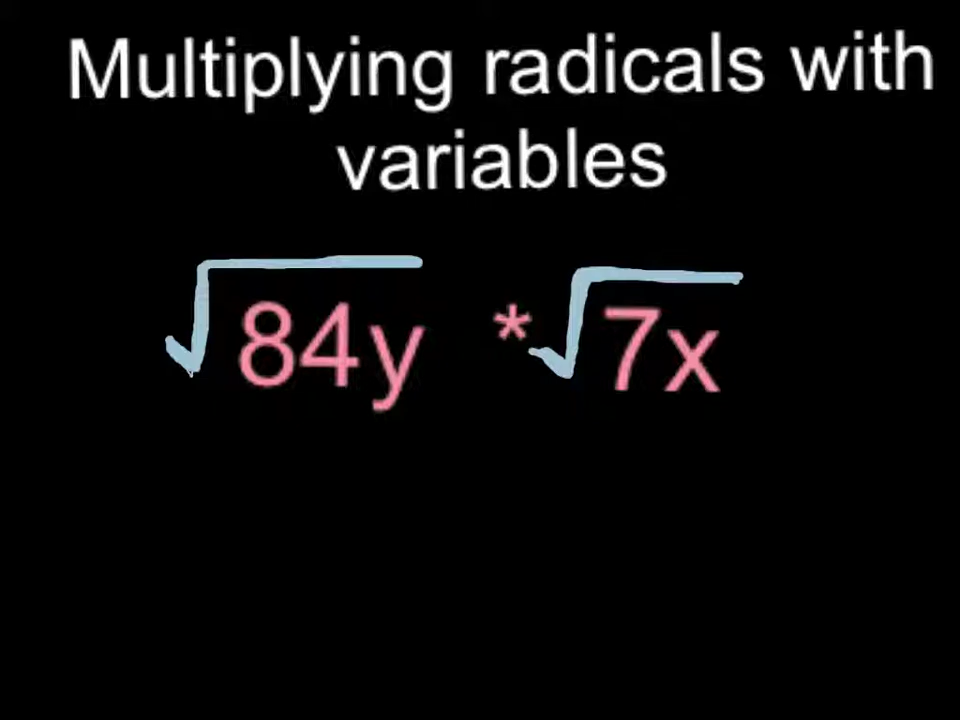 Multiplying radicals with
variables
√84y * √7x